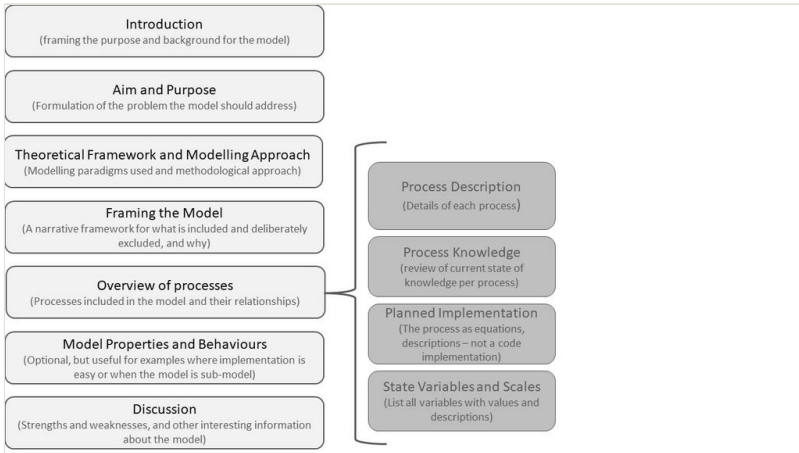 Introduction
(framing the purpose and background for the model)
Aim and Purpose
(Formulation of the problem the model should address)
Theoretical Framework and Modelling Approach
(Modelling paradigms used and methodological approach)
Framing the Model
(A narrative framework for what is included and deliberately
excluded, and why)
Overview of processes
(Processes included in the model and their relationships)
Model Properties and Behaviours
(Optional, but useful for examples where implementation is
easy or when the model is sub-model)
Discussion
(Strengths and weaknesses, and other interesting information
about the model)
Process Description
(Details of each process)
Process Knowledge
(review of current state of
knowledge per process)
Planned Implementation
(The process as equations,
descriptions – not a code
implementation)
State Variables and Scales
(List all variables with values and
descriptions)